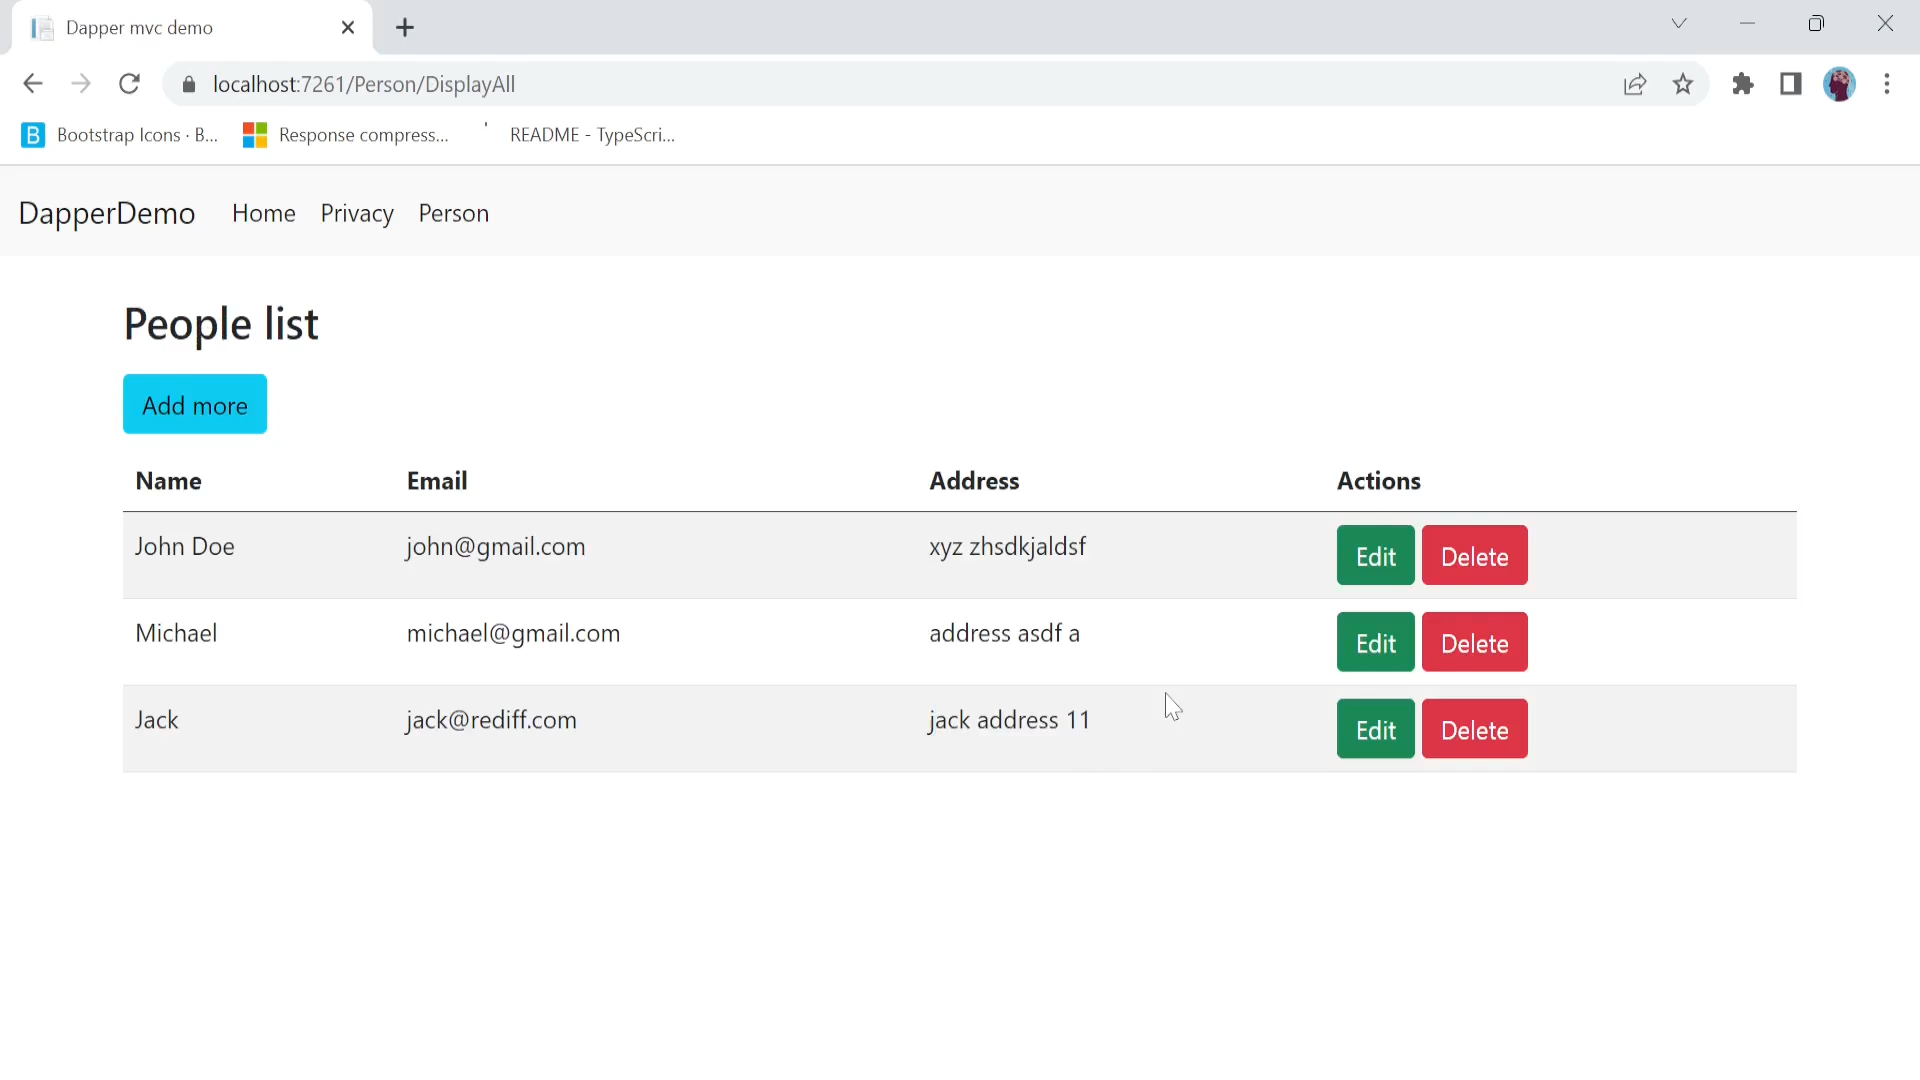 Dapper mvc demo
localhost:7261/Person/DisplayAll
B Bootstrap Icons · B... Response compress... README - TypeScri...
DapperDemo Home Privacy Person
People list
Add more
Name Email Address Actions
John Doe john@gmail.com xyz zhsdkjaldsf Edit Delete
Michael michael@gmail.com address asdf a Edit Delete
Jack jack@rediff.com jack address 11 Edit Delete